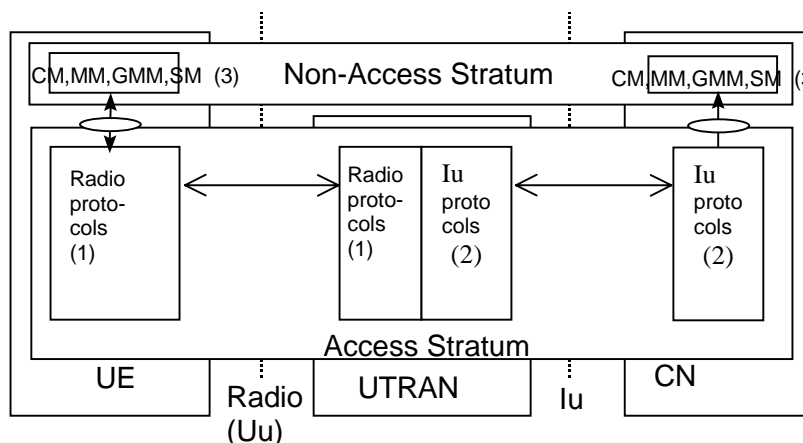 Non-Access Stratum
CM,MM,GMM,SM (3)
CM,MM,GMM,SM (3
Radio
proto-
cols
(1)
Radio
proto-
cols
(1)
Iu
proto
cols
(2)
Iu
proto
cols
(2)
Access Stratum
UE
UTRAN
CN
Radio
(Uu)
Iu